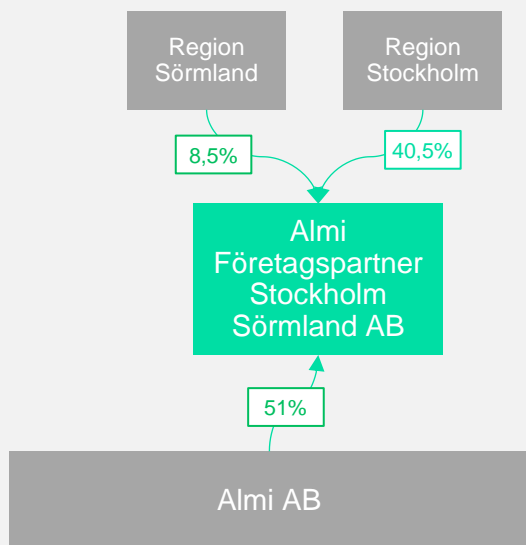 Region
Sörmland
Region
Stockholm
8,5%
40,5%
Almi
Företagspartner
Stockholm
Sörmland AB
51%
Almi AB